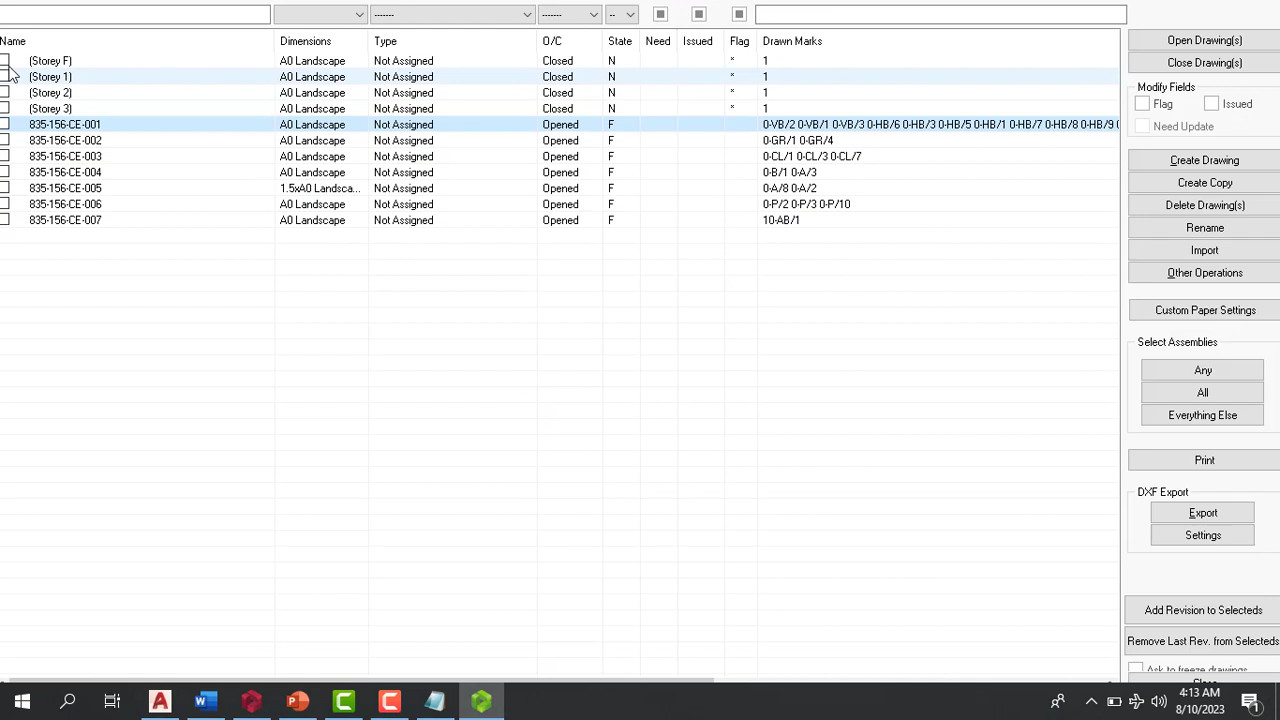 ------- ------- --
Name Dimensions Type O/C State Need Issued Flag Drawn Marks
(Storey F) A0 Landscape Not Assigned Closed N * 1
(Storey 1) A0 Landscape Not Assigned Closed N * 1
(Storey 2) A0 Landscape Not Assigned Closed N * 1
(Storey 3) A0 Landscape Not Assigned Closed N * 1
835-156-CE-001 A0 Landscape Not Assigned Opened F 0-VB/2 0-VB/1 0-VB/3 0-HB/6 0-HB/3 0-HB/5 0-HB/1 0-HB/7 0-HB/8 0-HB/9 0
835-156-CE-002 A0 Landscape Not Assigned Opened F 0-GR/1 0-GR/4
835-156-CE-003 A0 Landscape Not Assigned Opened F 0-CL/1 0-CL/3 0-CL/7
835-156-CE-004 A0 Landscape Not Assigned Opened F 0-B/1 0-A/3
835-156-CE-005 1.5xA0 Landsca... Not Assigned Opened F 0-A/8 0-A/2
835-156-CE-006 A0 Landscape Not Assigned Opened F 0-P/2 0-P/3 0-P/10
835-156-CE-007 A0 Landscape Not Assigned Opened F 10-AB/1
Open Drawing(s)
Close Drawing(s)
Modify Fields
Flag Issued
Need Update
Create Drawing
Create Copy
Delete Drawing(s)
Rename
Import
Other Operations
Custom Paper Settings
Select Assemblies
Any
All
Everything Else
Print
DXF Export
Export
Settings
Add Revision to Selecteds
Remove Last Rev. from Selecteds
Ask to freeze drawings
Close
4:13 AM
8/10/2023
1